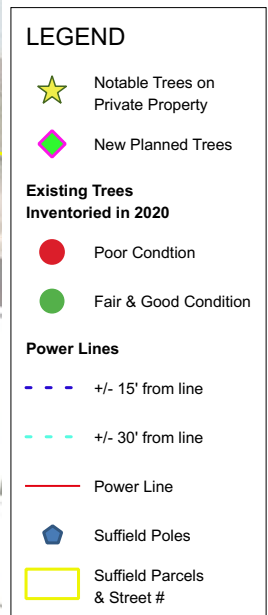 LEGEND
Notable Trees on
Private Property
New Planned Trees
Existing Trees
Inventoried in 2020
Poor Condtion
Fair & Good Condition
Power Lines
+/- 15' from line
+/- 30' from line
Power Line
Suffield Poles
Suffield Parcels
& Street #